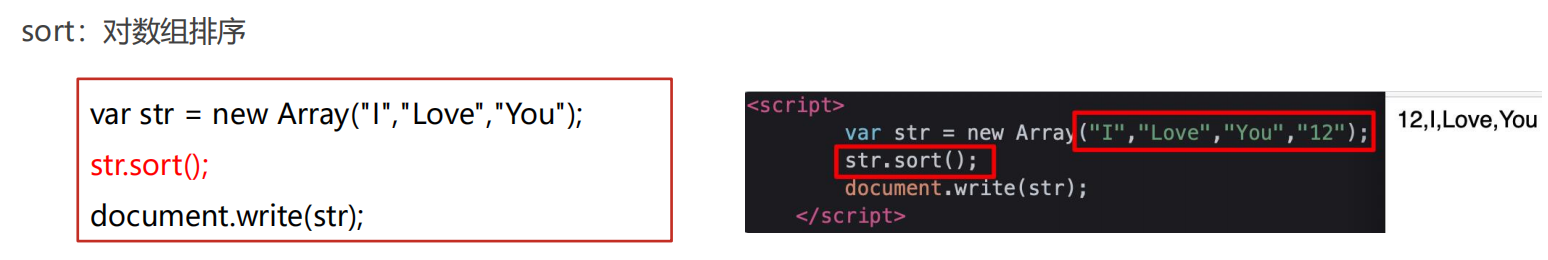 sort：对数组排序
var str = new Array("I","Love","You");
str.sort();
document.write(str);
<script>
var str = new Array("I","Love","You","12");
str.sort();
document.write(str);
</script>
12,I,Love,You